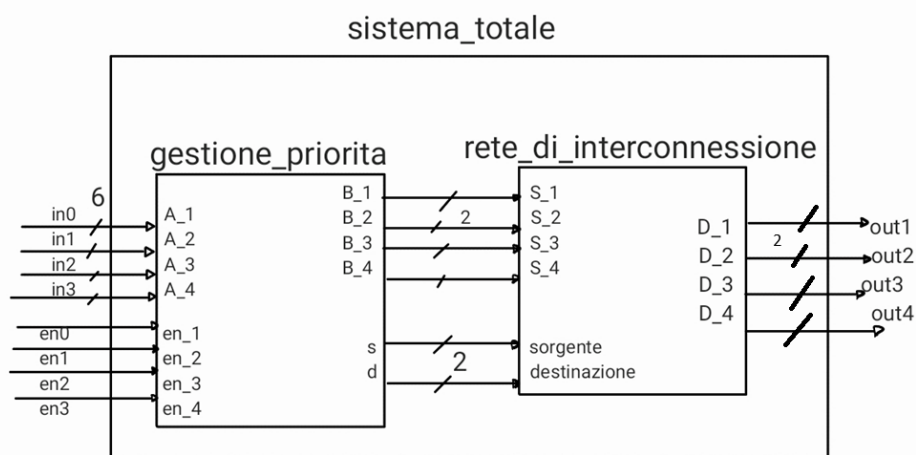 sistema_totale
gestione_priorita
rete_di_interconnessione
6
in0
in1
in2
in3
en0
en1
en2
en3
A_1
A_2
A_3
A_4
en_1
en_2
en_3
en_4
B_1
B_2
B_3
B_4
s
d
2
2
S_1
S_2
S_3
S_4
sorgente
destinazione
D_1
D_2
D_3
D_4
2
out1
out2
out3
out4